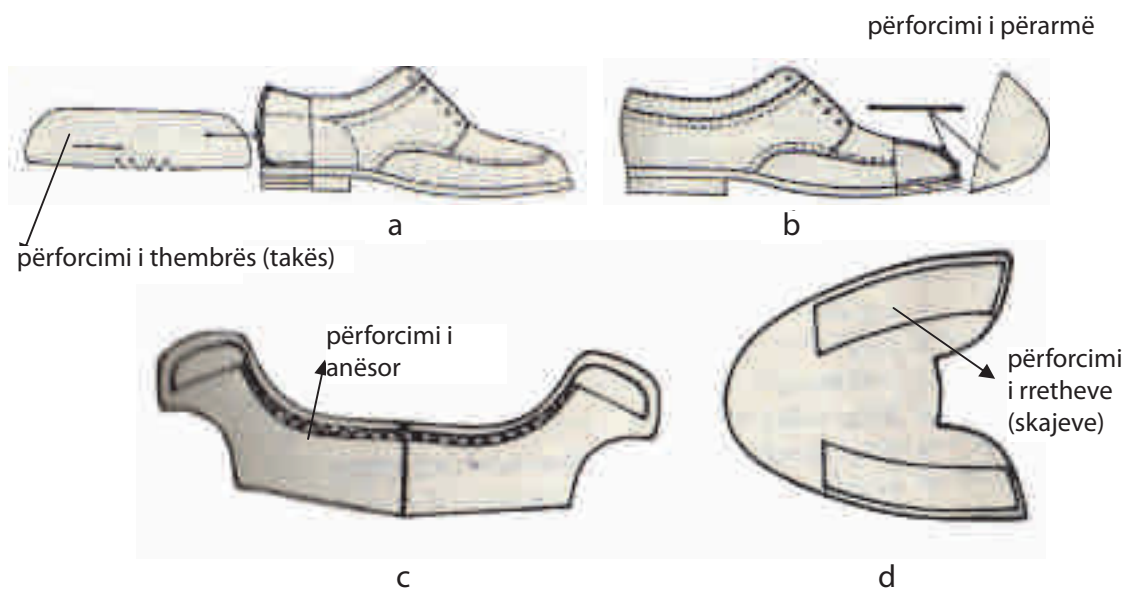 përforcimi i përarmë
a
b
përforcimi i thembrës (takës)
përforcimi i
anësor
përforcimi
i rretheve
(skajeve)
c
d